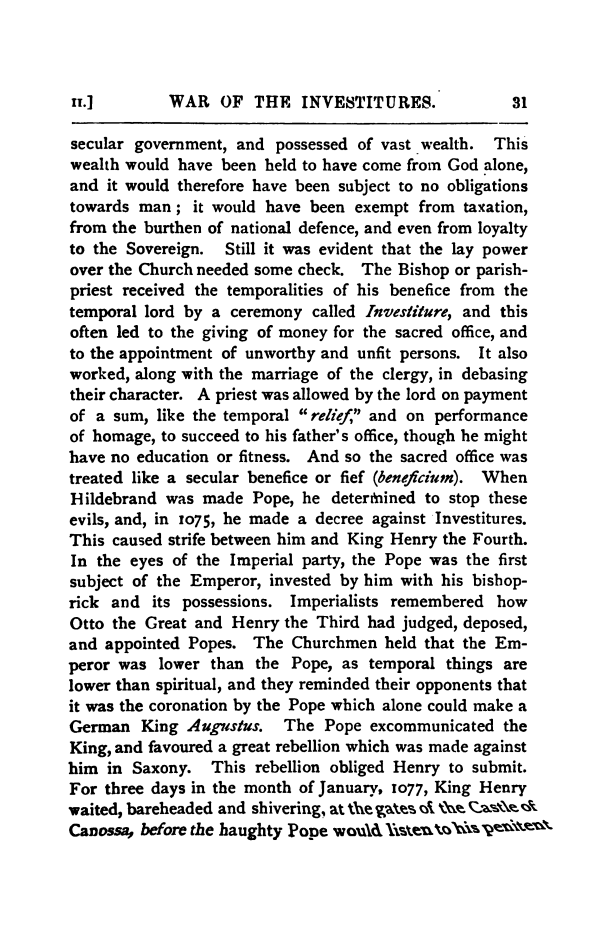 II.] WAR OF THE INVESTITURES. 31
secular government, and possessed of vast wealth. This
wealth would have been held to have come from God alone,
and it would therefore have been subject to no obligations
towards man; it would have been exempt from taxation,
from the burthen of national defence, and even from loyalty
to the Sovereign. Still it was evident that the lay power
over the Church needed some check. The Bishop or parish-
priest received the temporalities of his benefice from the
temporal lord by a ceremony called Investiture, and this
often led to the giving of money for the sacred office, and
to the appointment of unworthy and unfit persons. It also
worked, along with the marriage of the clergy, in debasing
their character. A priest was allowed by the lord on payment
of a sum, like the temporal "relief," and on performance
of homage, to succeed to his father's office, though he might
have no education or fitness. And so the sacred office was
treated like a secular benefice or fief (beneficium). When
Hildebrand was made Pope, he determined to stop these
evils, and, in 1075, he made a decree against Investitures.
This caused strife between him and King Henry the Fourth.
In the eyes of the Imperial party, the Pope was the first
subject of the Emperor, invested by him with his bishop-
rick and its possessions. Imperialists remembered how
Otto the Great and Henry the Third had judged, deposed,
and appointed Popes. The Churchmen held that the Em-
peror was lower than the Pope, as temporal things are
lower than spiritual, and they reminded their opponents that
it was the coronation by the Pope which alone could make a
German King Augustus. The Pope excommunicated the
King, and favoured a great rebellion which was made against
him in Saxony. This rebellion obliged Henry to submit.
For three days in the month of January, 1077, King Henry
waited, bareheaded and shivering, at the gates of the Castle of
Canossa, before the haughty Pope would listen to his penitent